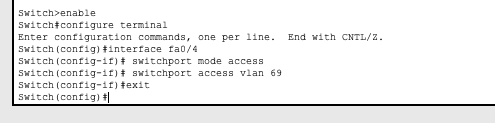 Switch>enable
Switch#configure terminal
Enter configuration commands, one per line.  End with CNTL/Z.
Switch(config)#interface fa0/4
Switch(config-if)# switchport mode access
Switch(config-if)# switchport access vlan 69
Switch(config-if)#exit
Switch(config)#